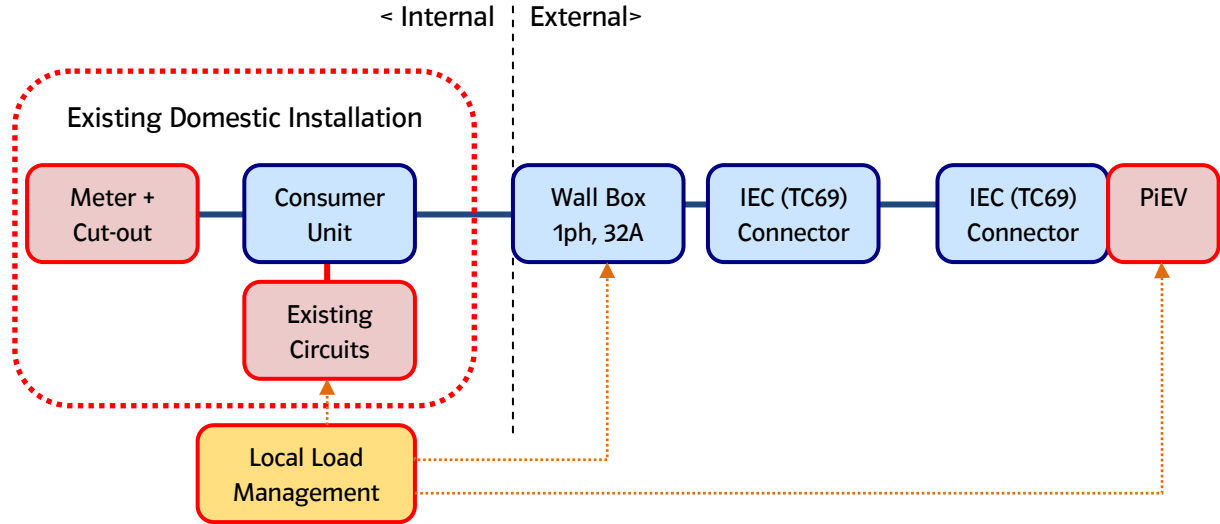 < Internal
External>
Existing Domestic Installation
Meter +
Cut-out
Consumer
Unit
Wall Box
1ph, 32A
IEC (TC69)
Connector
IEC (TC69)
Connector
PiEV
Existing
Circuits
Local Load
Management